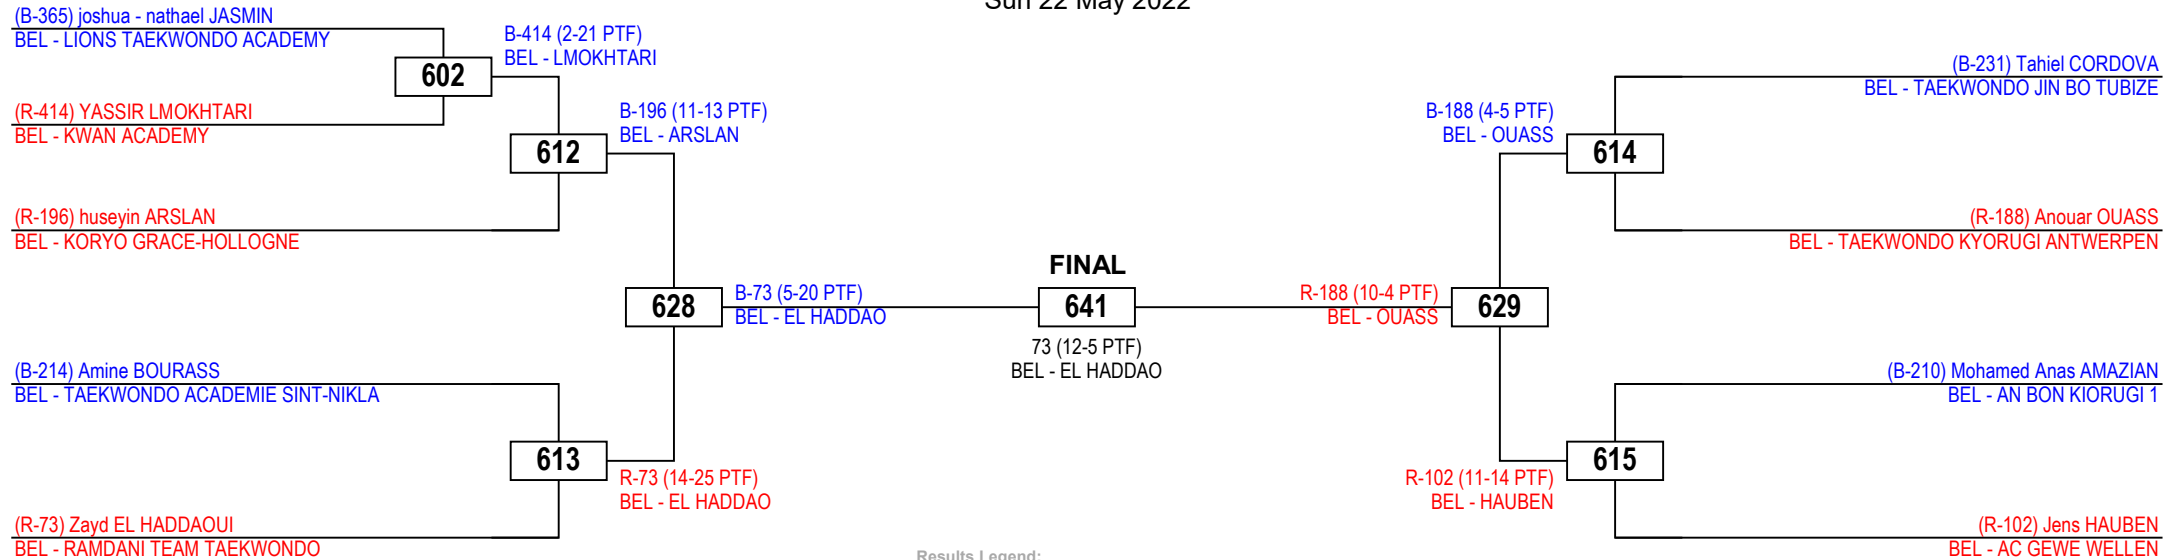 Sun 22 May 2022
(B-365) joshua - nathael JASMIN
BEL - LIONS TAEKWONDO ACADEMY
B-414 (2-21 PTF)
BEL - LMOKHTARI
602
(R-414) YASSIR LMOKHTARI
BEL - KWAN ACADEMY
B-196 (11-13 PTF)
BEL - ARSLAN
612
(R-196) huseyin ARSLAN
BEL - KORYO GRACE-HOLLOGNE
628
B-73 (5-20 PTF)
BEL - EL HADDAO
(B-214) Amine BOURASS
BEL - TAEKWONDO ACADEMIE SINT-NIKLA
613
R-73 (14-25 PTF)
BEL - EL HADDAO
(R-73) Zayd EL HADDAOUI
BEL - RAMDANI TEAM TAEKWONDO
FINAL
641
73 (12-5 PTF)
BEL - EL HADDAO
(B-231) Tahiel CORDOVA
BEL - TAEKWONDO JIN BO TUBIZE
B-188 (4-5 PTF)
BEL - OUASS
614
(R-188) Anouar OUASS
BEL - TAEKWONDO KYORUGI ANTWERPEN
R-188 (10-4 PTF)
BEL - OUASS
629
(B-210) Mohamed Anas AMAZIAN
BEL - AN BON KIORUGI 1
615
R-102 (11-14 PTF)
BEL - HAUBEN
(R-102) Jens HAUBEN
BEL - AC GEWE WELLEN
Results Legend: